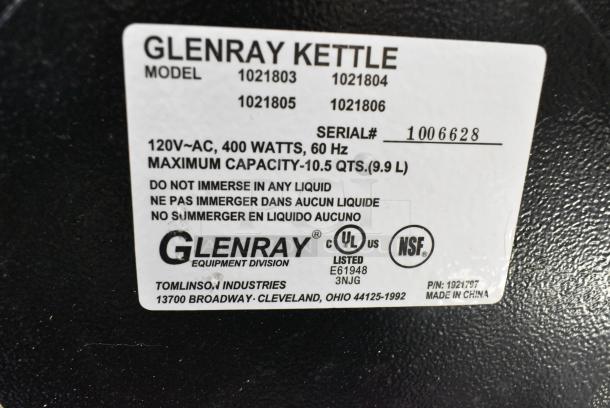 GLENRAY KETTLE
MODEL 1021803 1021804
1021805 1021806
SERIAL# 1006628
120V~AC, 400 WATTS, 60 Hz
MAXIMUM CAPACITY-10.5 QTS.(9.9 L)
DO NOT IMMERSE IN ANY LIQUID
NE PAS IMMERGER DANS AUCUN LIQUIDE
NO SUMMERGER EN LIQUIDO AUCUNO
GLENRAY®
EQUIPMENT DIVISION
C UL US
LISTED
E61948
3NJG
NSF.
TOMLINSON INDUSTRIES
13700 BROADWAY· CLEVELAND, OHIO 44125-1992
P/N: 1921797
MADE IN CHINA